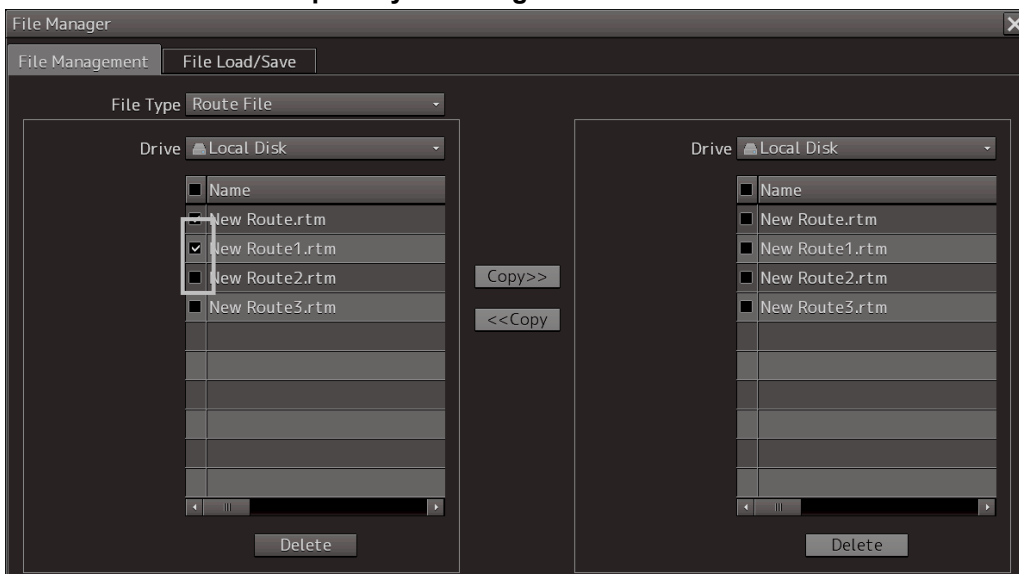 File Manager
File Management File Load/Save
File Type Route File
Drive Local Disk
Name
New Route.rtm
New Route1.rtm
New Route2.rtm
New Route3.rtm
Delete
Copy>>
<<Copy
Drive Local Disk
Name
New Route.rtm
New Route1.rtm
New Route2.rtm
New Route3.rtm
Delete